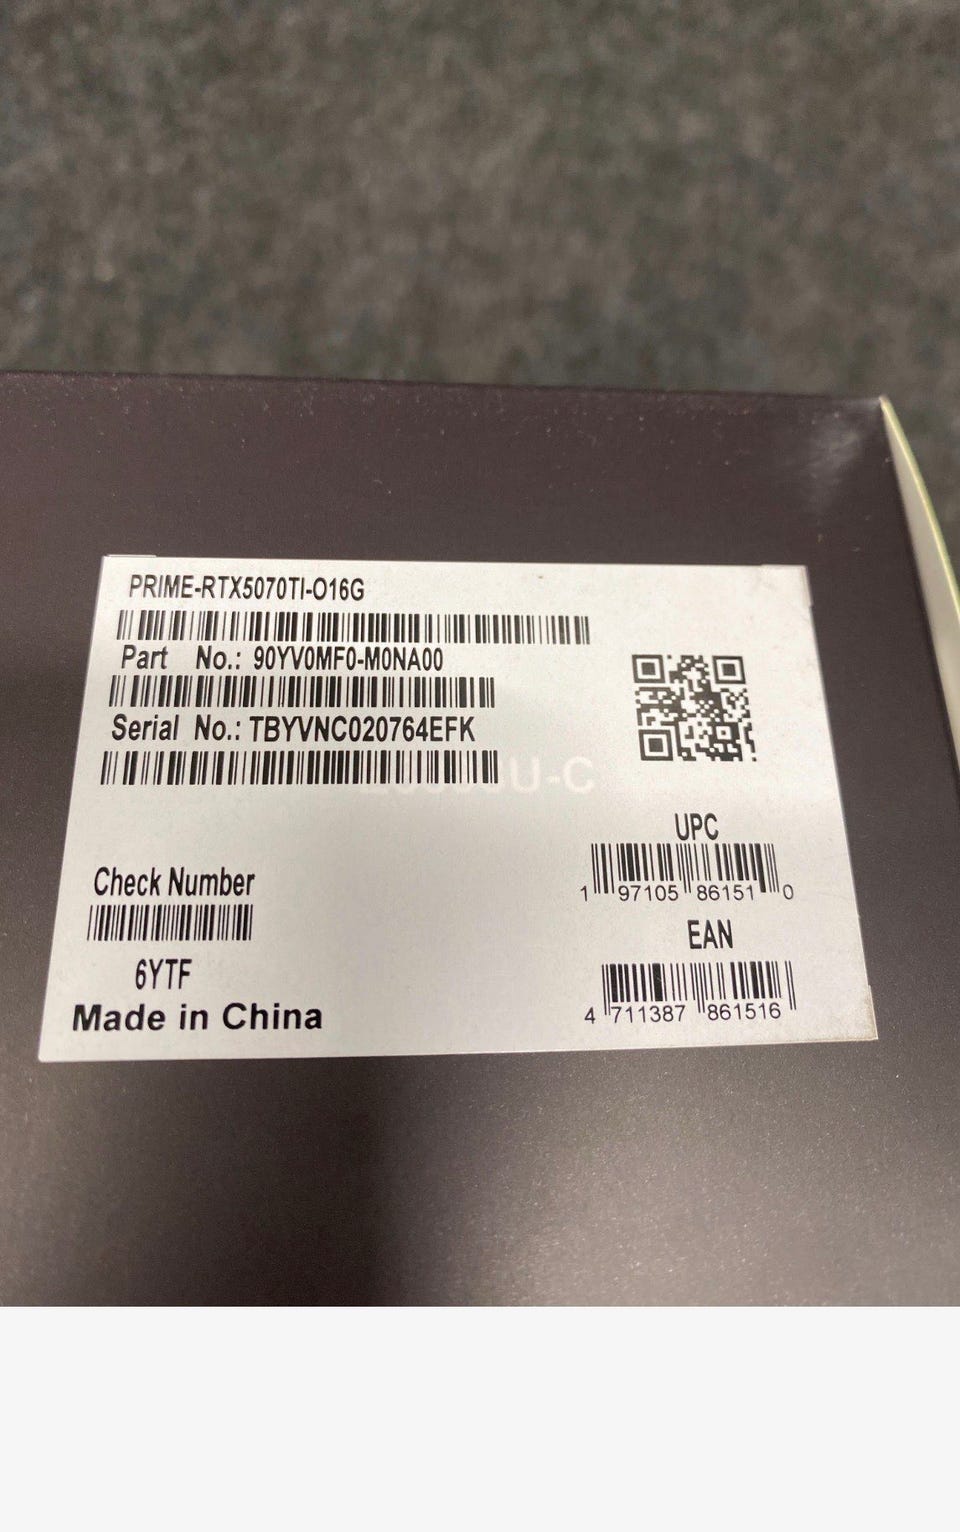 PRIME-RTX5070TI-O16G
Part No.: 90YV0MF0-M0NA00
Serial No.: TBYVNC020764EFK
UPC
1 97105 86151 0
Check Number
EAN
6YTF
4 711387 861516
Made in China